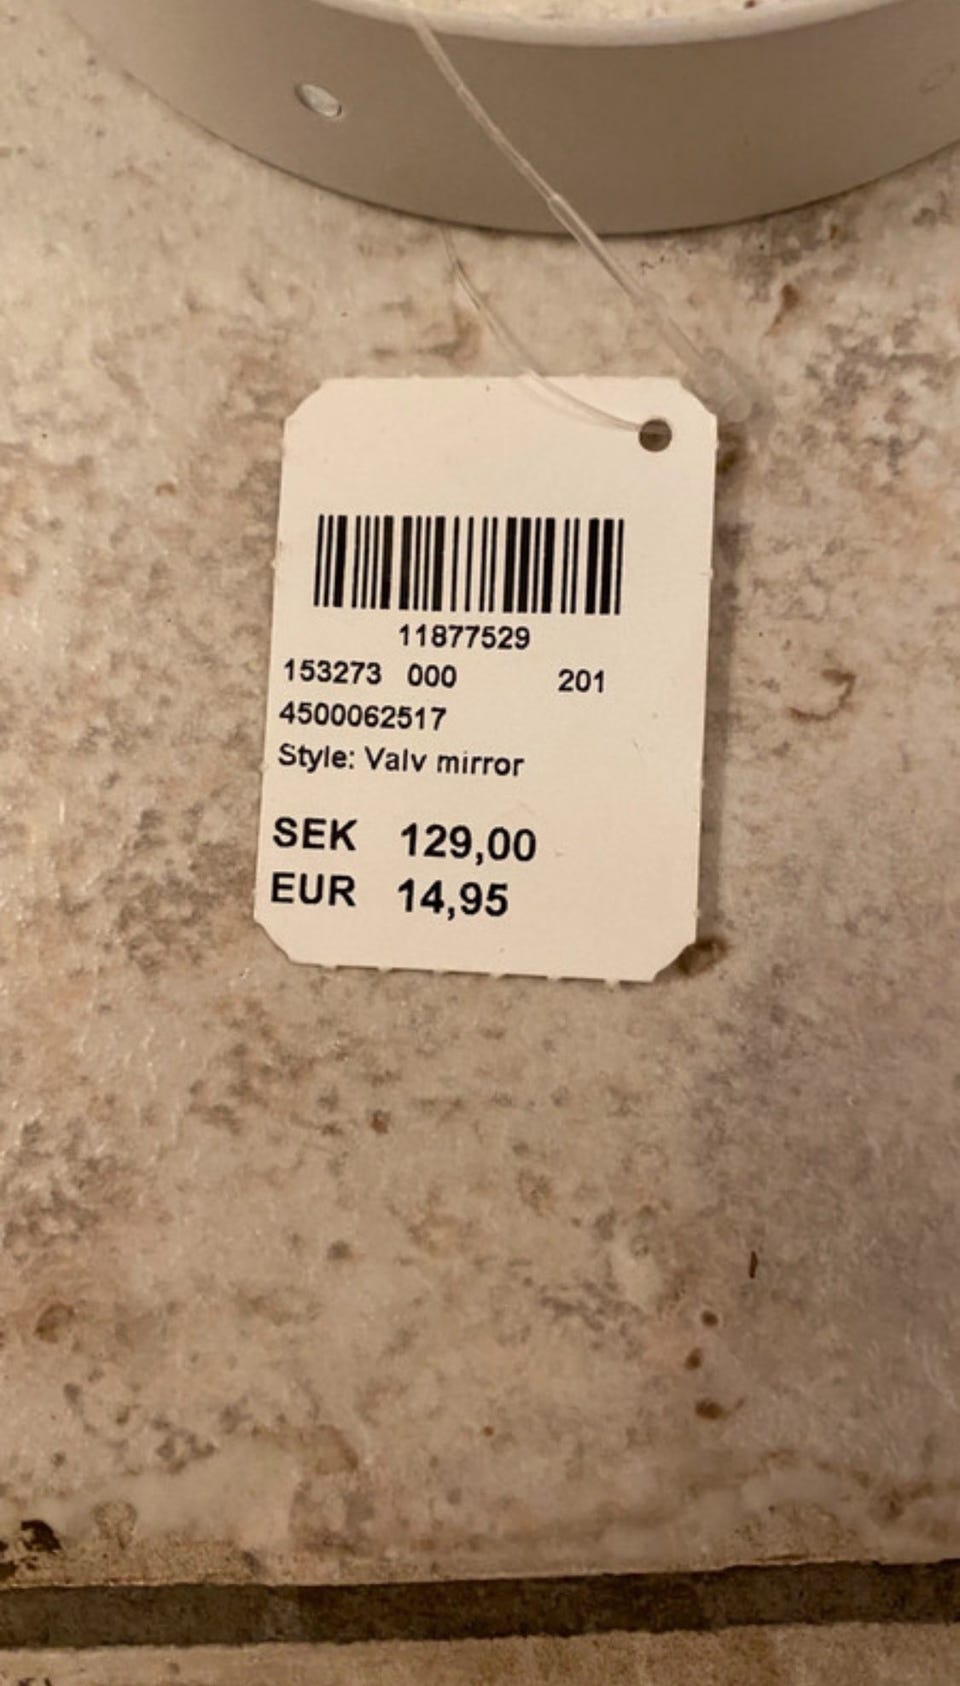 11877529
153273 000 201
4500062517
Style: Valv mirror
SEK 129,00
EUR 14,95